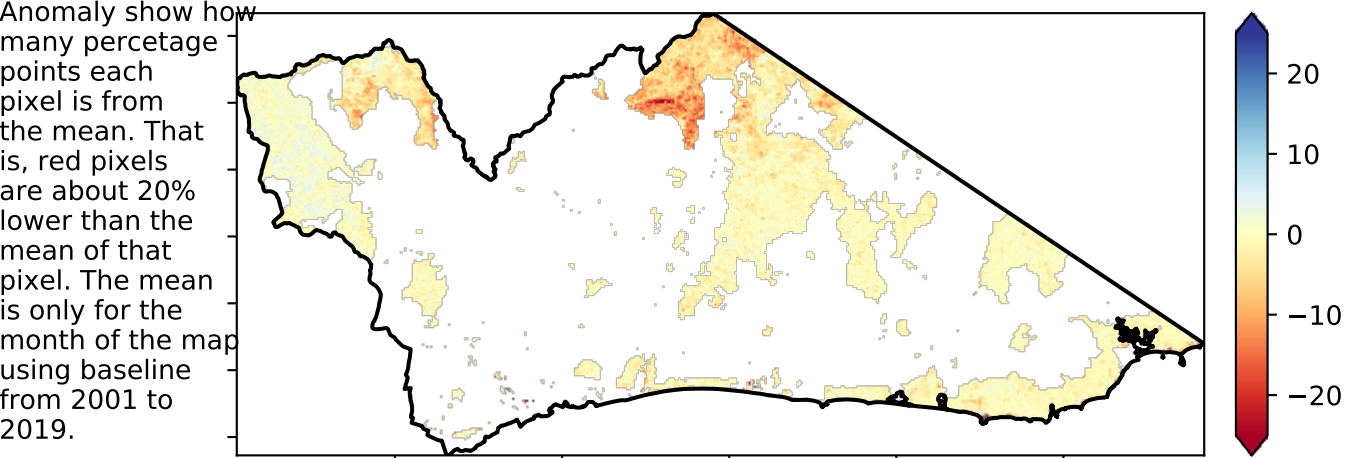 Anomaly show how
many percetage
points each
pixel is from
the mean. That
is, red pixels
are about 20%
lower than the
mean of that
pixel. The mean
is only for the
month of the map
using baseline
from 2001 to
2019.
20
10
0
−10
−20